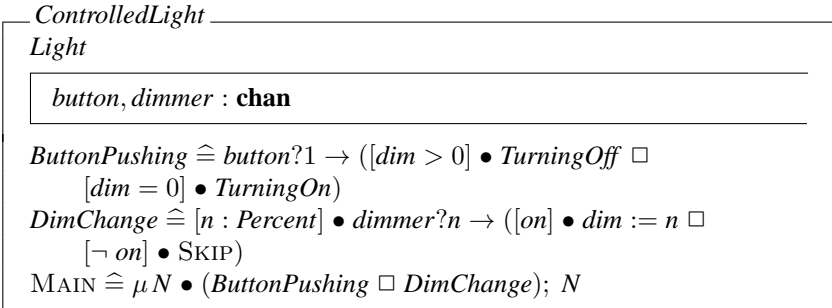 ControlledLight
Light
button, dimmer : chan
ButtonPushing ≙ button?1 → ([dim > 0] • TurningOff □
[dim = 0] • TurningOn)
DimChange ≙ [n : Percent] • dimmer?n → ([on] • dim := n □
[¬ on] • SKIP)
MAIN ≙ μ N • (ButtonPushing □ DimChange); N